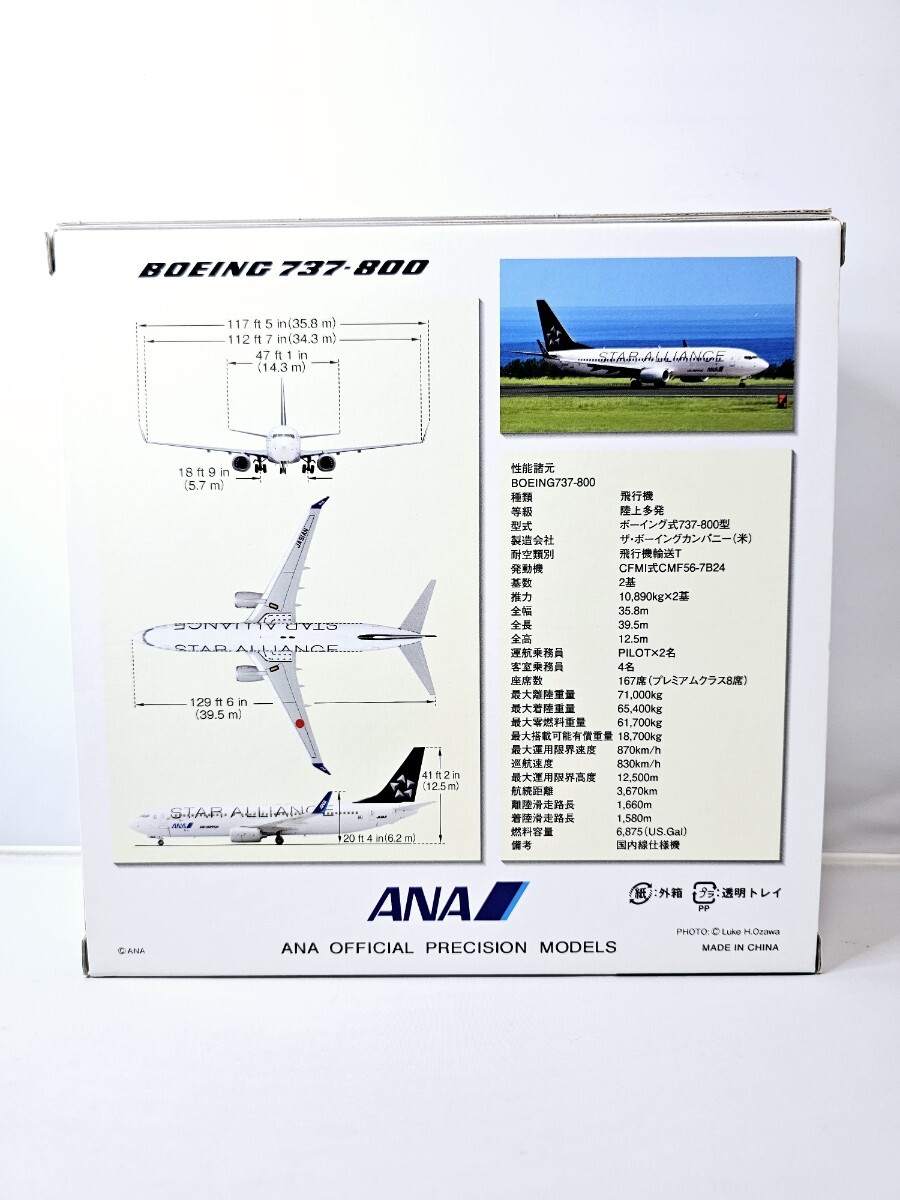 BOEING 737-800
117 ft 5 in (35.8 m)
112 ft 7 in (34.3 m)
47 ft 1 in
(14.3 m)
18 ft 9 in
(5.7 m)
STAR ALLIANCE
STAR ALLIANCE
129 ft 6 in
(39.5 m)
41 ft 2 in
(12.5 m)
STAR ALLIANCE
ANA
20 ft 4 in (6.2 m)
STAR ALLIANCE
ANA
性能諸元
BOEING737-800
種類 飛行機
等級 陸上多発
型式 ボーイング式737-800型
製造会社 ザ・ボーイングカンパニー(米)
耐空類別 飛行機輸送T
発動機 CFMI式CMF56-7B24
基数 2基
推力 10,890kg×2基
全幅 35.8m
全長 39.5m
全高 12.5m
運航乗務員 PILOT×2名
客室乗務員 4名
座席数 167席(プレミアムクラス8席)
最大離陸重量 71,000kg
最大着陸重量 65,400kg
最大零燃料重量 61,700kg
最大搭載可能有償重量 18,700kg
最大運用限界速度 870km/h
巡航速度 830km/h
最大運用限界高度 12,500m
航続距離 3,670km
離陸滑走路長 1,660m
着陸滑走路長 1,580m
燃料容量 6,875(US.Gal)
備考 国内線仕様機
ANA
紙:外箱 プラ:透明トレイ
PP
PHOTO: © Luke H.Ozawa
© ANA
ANA OFFICIAL PRECISION MODELS
MADE IN CHINA